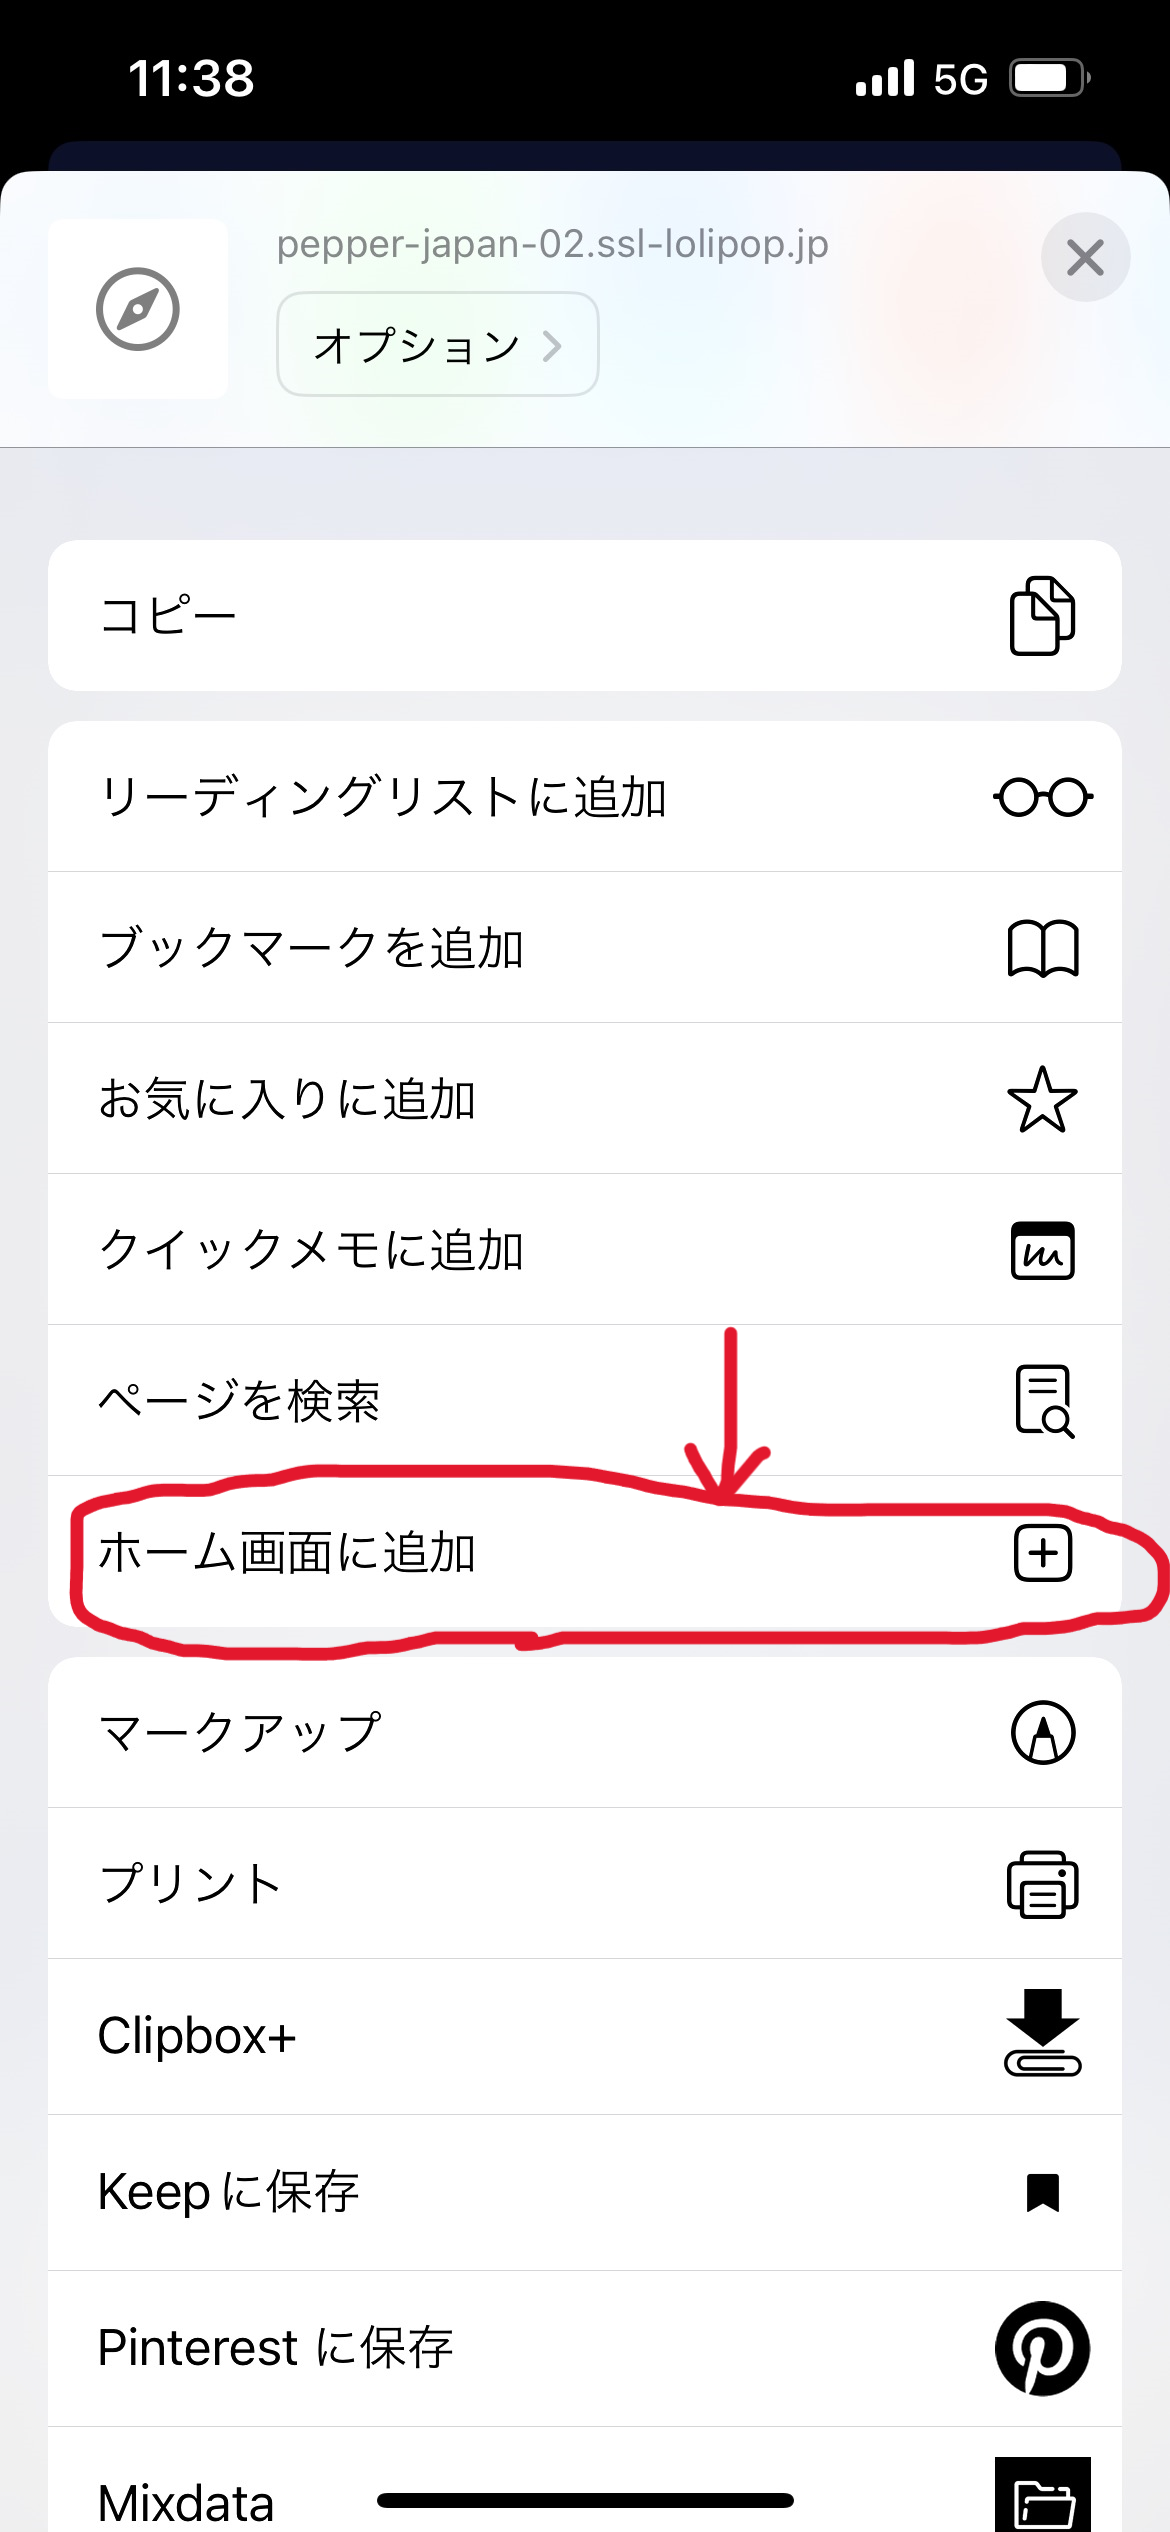 11:38 5G
pepper-japan-02.ssl-lolipop.jp
オプション
コピー
リーディングリストに追加
ブックマークを追加
お気に入りに追加
クイックメモに追加
ページを検索
ホーム画面に追加
マークアップ
プリント
Clipbox+
Keepに保存
Pinterest に保存
Mixdata